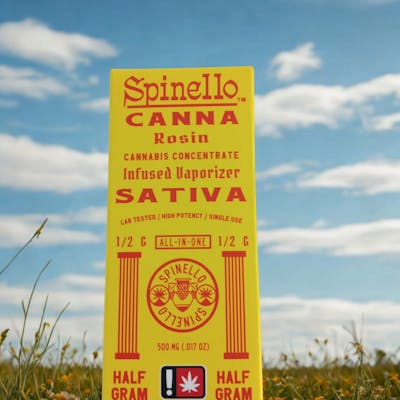 Spinello™
CANNA
Rosin
CANNABIS CONCENTRATE
Infused Vaporizer
SATIVA
LAB TESTED / HIGH POTENCY / SINGLE USE
1/2 G ALL-IN-ONE 1/2 G
SPINELLO
SPINELLO
500 MG (.017 OZ)
HALF GRAM
!
HALF GRAM